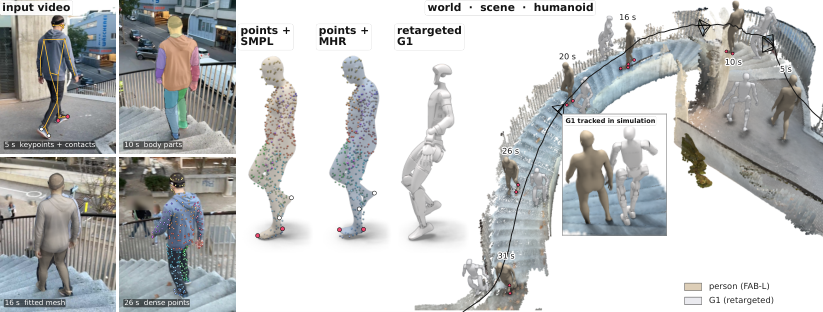 input video
5 s keypoints + contacts
10 s body parts
16 s fitted mesh
26 s dense points
points +
SMPL
points +
MHR
retargeted
G1
world · scene · humanoid
16 s
20 s
10 s
5 s
G1 tracked in simulation
26 s
31 s
person (FAB-L)
G1 (retargeted)